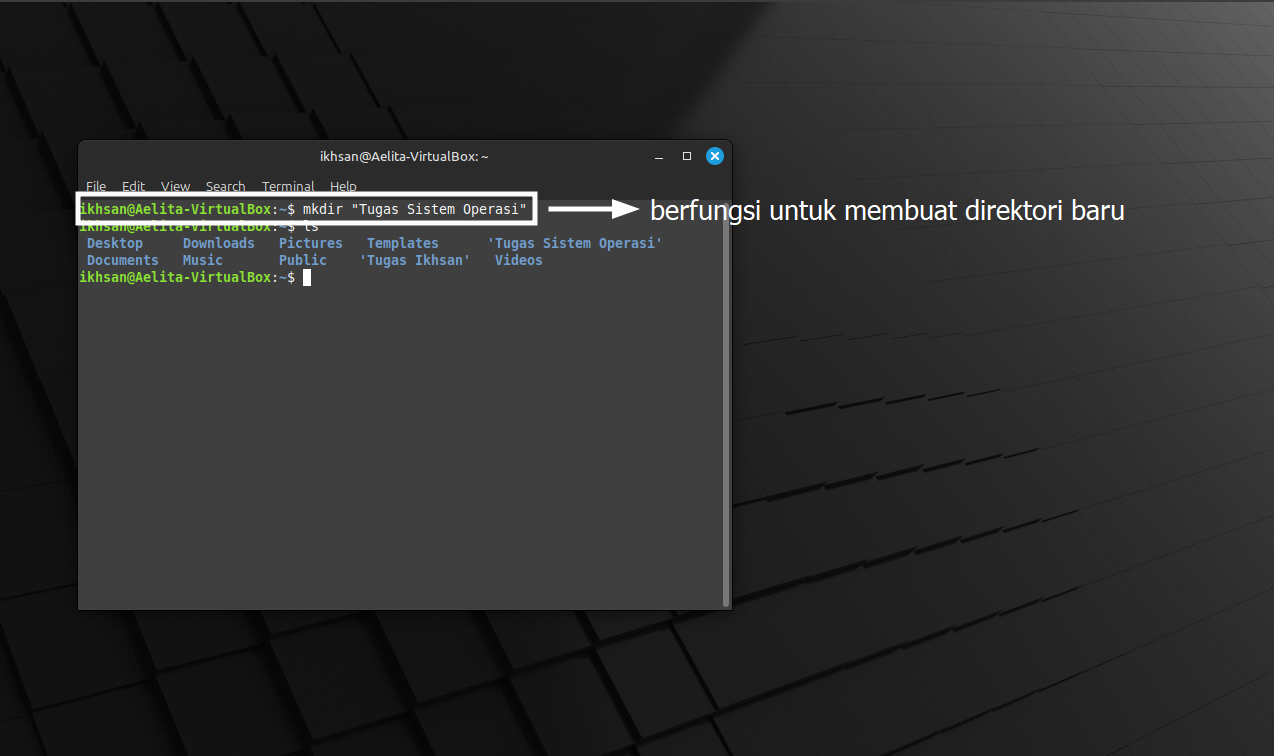 ikhsan@Aelita-VirtualBox: ~
File Edit View Search Terminal Help
ikhsan@Aelita-VirtualBox:~$ mkdir "Tugas Sistem Operasi"
berfungsi untuk membuat direktori baru
ikhsan@Aelita-VirtualBox:~$ ls
Desktop Downloads Pictures Templates 'Tugas Sistem Operasi'
Documents Music Public 'Tugas Ikhsan' Videos
ikhsan@Aelita-VirtualBox:~$